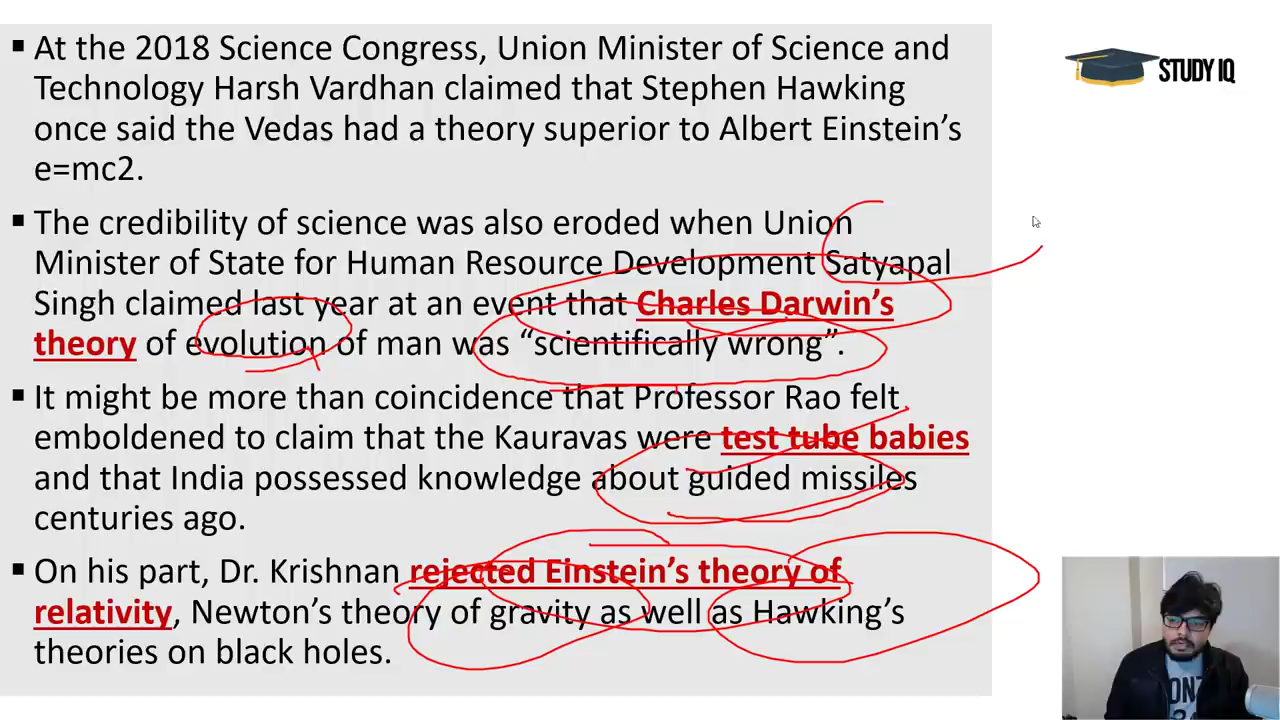 ▪ At the 2018 Science Congress, Union Minister of Science and
Technology Harsh Vardhan claimed that Stephen Hawking
once said the Vedas had a theory superior to Albert Einstein’s
e=mc2.
▪ The credibility of science was also eroded when Union
Minister of State for Human Resource Development Satyapal
Singh claimed last year at an event that Charles Darwin’s
theory of evolution of man was “scientifically wrong”.
▪ It might be more than coincidence that Professor Rao felt
emboldened to claim that the Kauravas were test tube babies
and that India possessed knowledge about guided missiles
centuries ago.
▪ On his part, Dr. Krishnan rejected Einstein’s theory of
relativity, Newton’s theory of gravity as well as Hawking’s
theories on black holes.
STUDY IQ